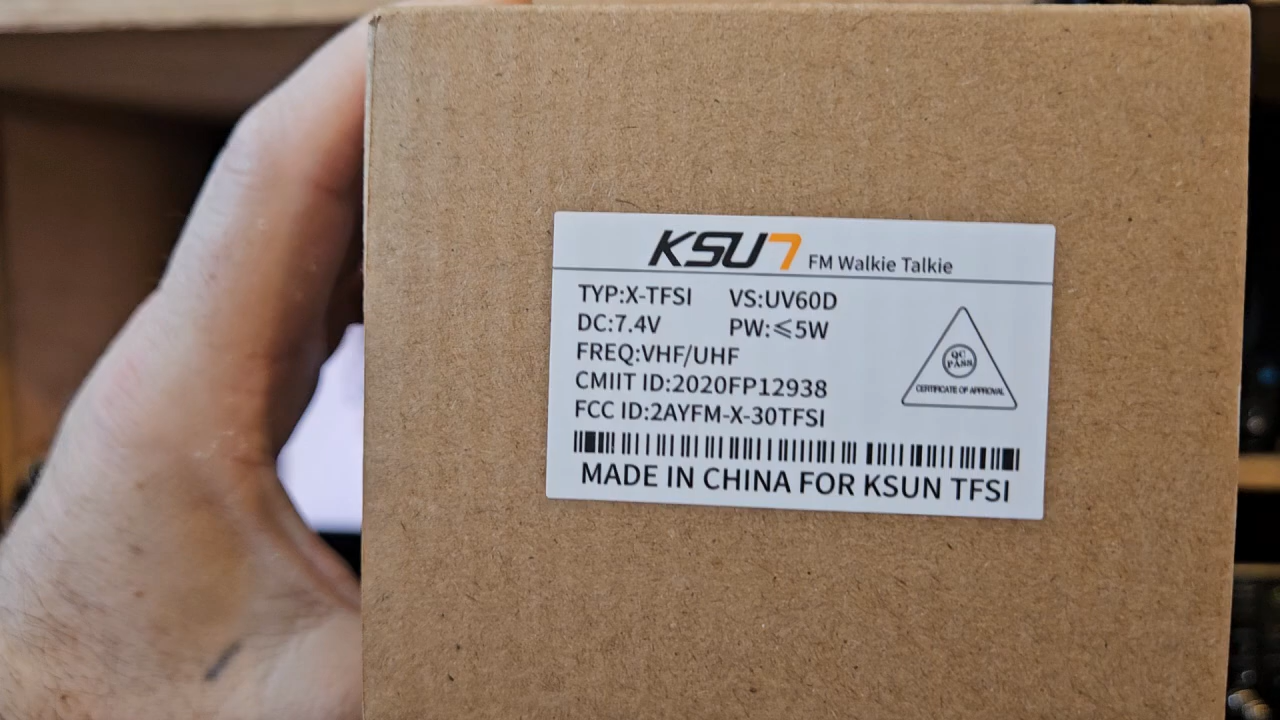 KSU7 FM Walkie Talkie
TYP:X-TFSI VS:UV60D
DC:7.4V PW:⩽5W
FREQ:VHF/UHF
CMIIT ID:2020FP12938
FCC ID:2AYFM-X-30TFSI
QC
PASS
CERTIFICATE OF APPROVAL
MADE IN CHINA FOR KSUN TFSI